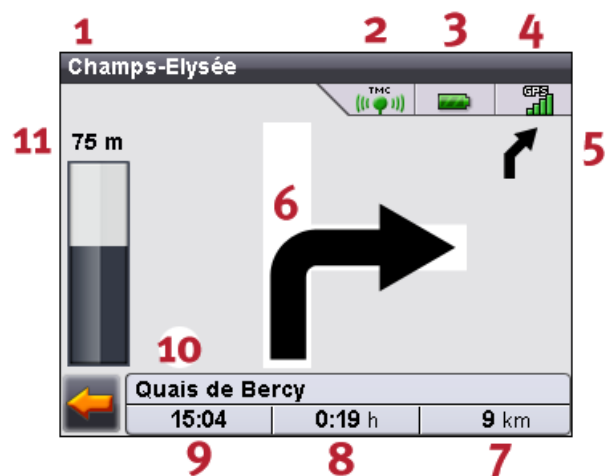 1 2 3 4
Champs-Elysée
TMC GPS
11 75 m 5
6
10
Quais de Bercy
15:04 0:19 h 9 km
9 8 7